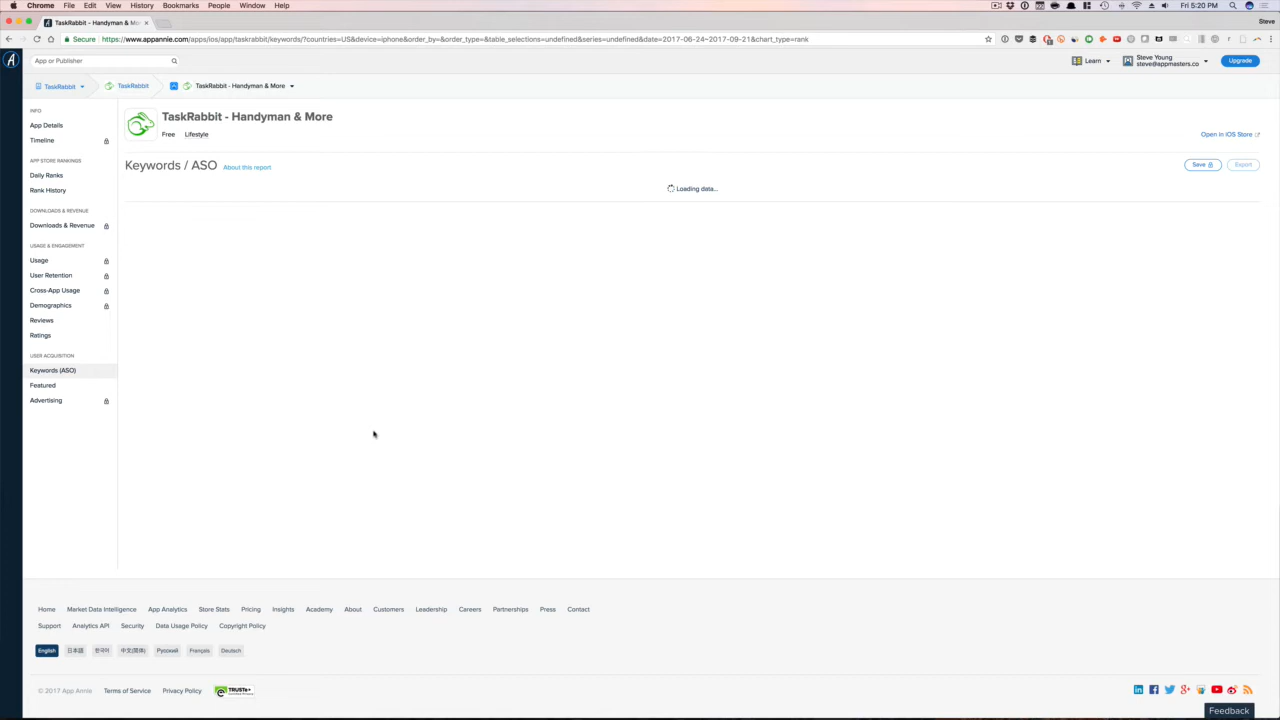 Chrome File Edit View History Bookmarks People Window Help
Fri 5:20 PM
TaskRabbit - Handyman & Mo
Steve
Secure https://www.appannie.com/apps/ios/app/taskrabbit/keywords/?countries=US&device=iphone&order_by=&order_type=&table_selections=undefined&series=undefined&date=2017-06-24~2017-09-21&chart_type=rank
App or Publisher
Learn
Steve Young
steve@appmasters.co
Upgrade
TaskRabbit
TaskRabbit
TaskRabbit - Handyman & More
INFO
App Details
Timeline
APP STORE RANKINGS
Daily Ranks
Rank History
DOWNLOADS & REVENUE
Downloads & Revenue
USAGE & ENGAGEMENT
Usage
User Retention
Cross-App Usage
Demographics
Reviews
Ratings
USER ACQUISITION
Keywords (ASO)
Featured
Advertising
TaskRabbit - Handyman & More
Free Lifestyle
Open in iOS Store
Keywords / ASO About this report
Save
Export
Loading data...
Home Market Data Intelligence App Analytics Store Stats Pricing Insights Academy About Customers Leadership Careers Partnerships Press Contact
Support Analytics API Security Data Usage Policy Copyright Policy
English 日本語 한국어 中文(简体) Русский Français Deutsch
© 2017 App Annie Terms of Service Privacy Policy
TRUSTe
Feedback